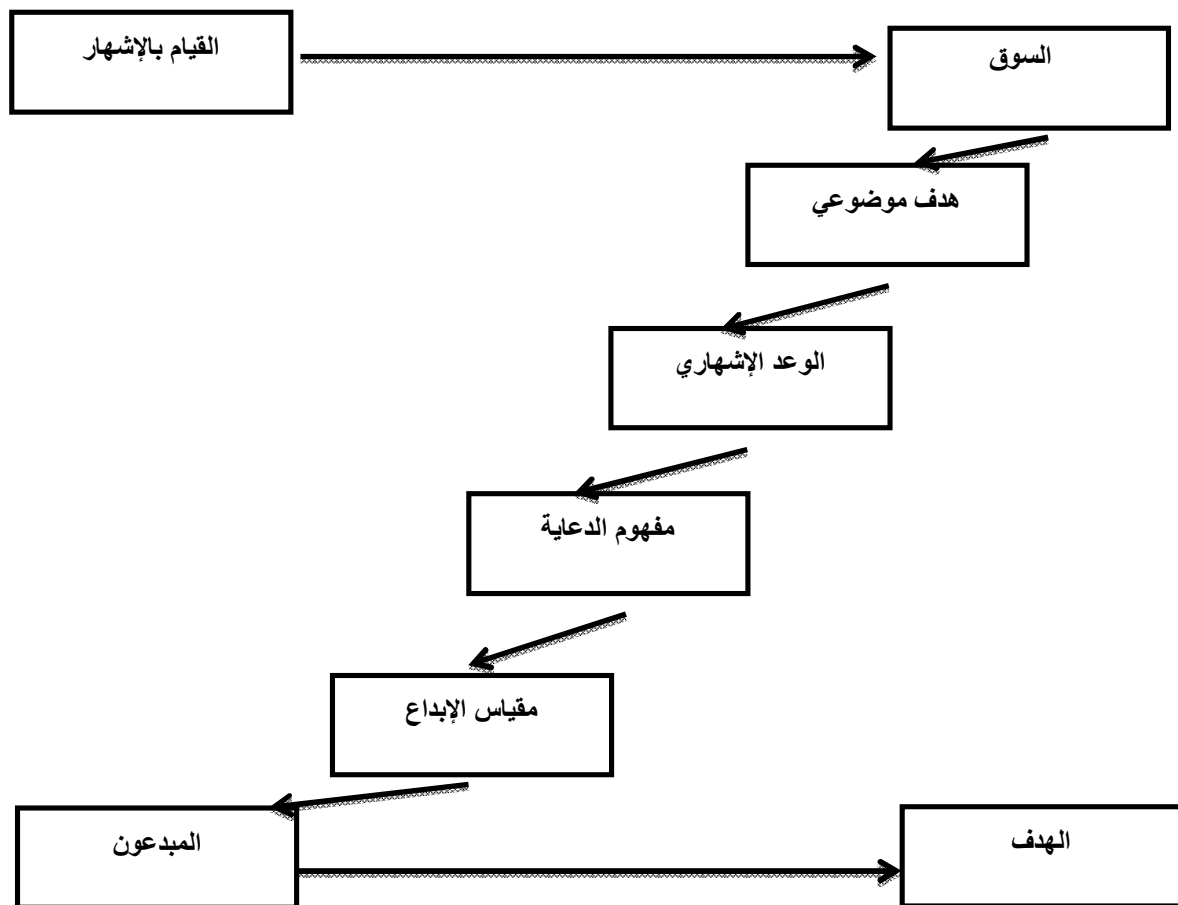 القيام بالإشهار
السوق
هدف موضوعي
الوعد الإشهاري
مفهوم الدعاية
مقياس الإبداع
المبدعون
الهدف